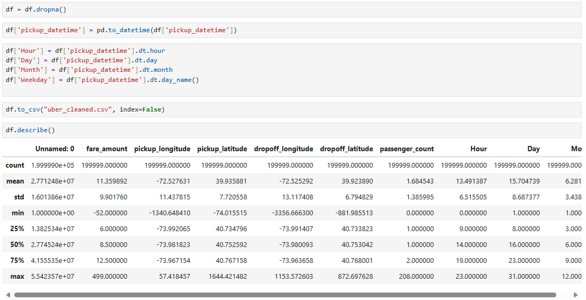 df = df.dropna()
df['pickup_datetime'] = pd.to_datetime(df['pickup_datetime'])
df['Hour'] = df['pickup_datetime'].dt.hour
df['Day'] = df['pickup_datetime'].dt.day
df['Month'] = df['pickup_datetime'].dt.month
df['Weekday'] = df['pickup_datetime'].dt.day_name()
df.to_csv("uber_cleaned.csv", index=False)
df.describe()
Unnamed: 0 fare_amount pickup_longitude pickup_latitude dropoff_longitude dropoff_latitude passenger_count Hour Day Mo
count 1.999990e+05 199999.000000 199999.000000 199999.000000 199999.000000 199999.000000 199999.000000 199999.000000 199999.000000 199999.000
mean 2.771248e+07 11.359892 -72.527631 39.935881 -72.525292 39.923890 1.684543 13.491387 15.704739 6.281
std 1.601386e+07 9.901760 11.437815 7.720558 13.117408 6.794829 1.385995 6.515505 8.687377 3.438
min 1.000000e+00 -52.000000 -1340.648410 -74.015515 -3356.666300 -881.985513 0.000000 0.000000 1.000000 1.000
25% 1.382534e+07 6.000000 -73.992065 40.734796 -73.991407 40.733823 1.000000 9.000000 8.000000 3.000
50% 2.774524e+07 8.500000 -73.981823 40.752592 -73.980093 40.753042 1.000000 14.000000 16.000000 6.000
75% 4.155535e+07 12.500000 -73.967154 40.767158 -73.963658 40.768001 2.000000 19.000000 23.000000 9.000
max 5.542357e+07 499.000000 57.418457 1644.421482 1153.572603 872.697628 208.000000 23.000000 31.000000 12.000